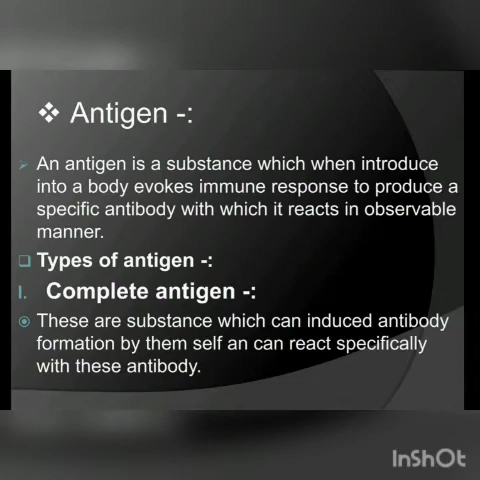 ❖ Antigen -:
➢ An antigen is a substance which when introduce
into a body evokes immune response to produce a
specific antibody with which it reacts in observable
manner.
❑ Types of antigen -:
I. Complete antigen -:
◉ These are substance which can induced antibody
formation by them self an can react specifically
with these antibody.
InShOt